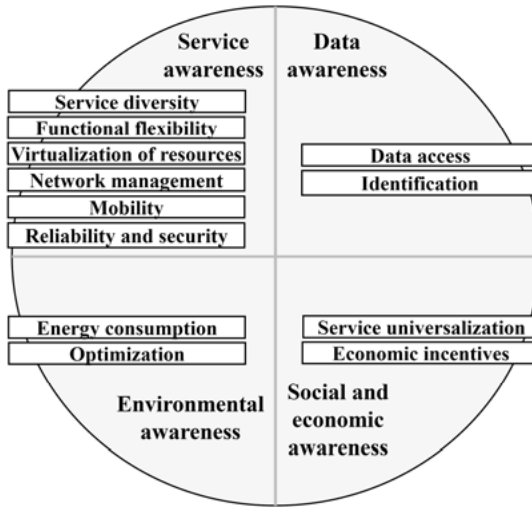 Service
awareness
Service diversity
Functional flexibility
Virtualization of resources
Network management
Mobility
Reliability and security
Data
awareness
Data access
Identification
Energy consumption
Optimization
Environmental
awareness
Service universalization
Economic incentives
Social and
economic
awareness